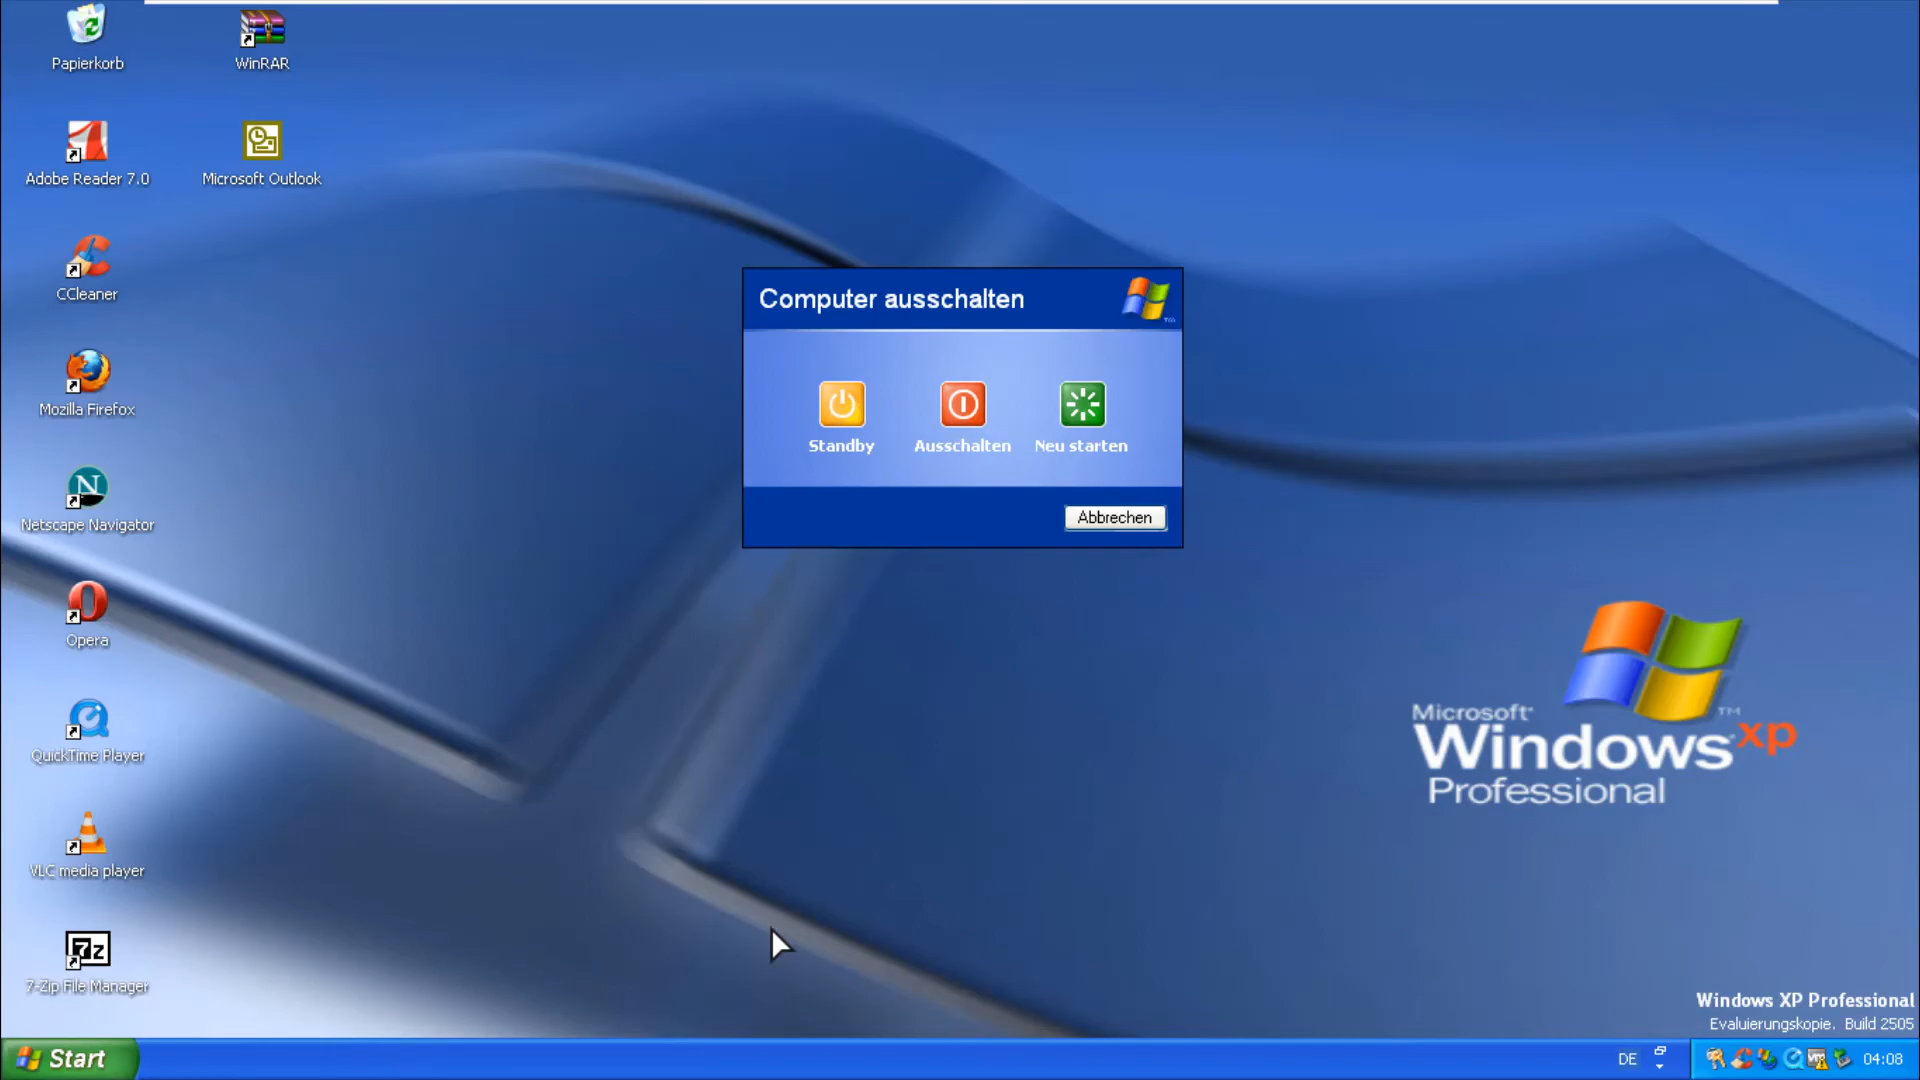 Papierkorb
WinRAR
Adobe Reader 7.0
Microsoft Outlook
CCleaner
Mozilla Firefox
Netscape Navigator
Opera
QuickTime Player
VLC media player
7-Zip File Manager
Computer ausschalten
TM
Standby
Ausschalten
Neu starten
Abbrechen
TM
Microsoft®
Windows xp
Professional
Windows XP Professional
Evaluierungskopie. Build 2505
Start
DE
04:08